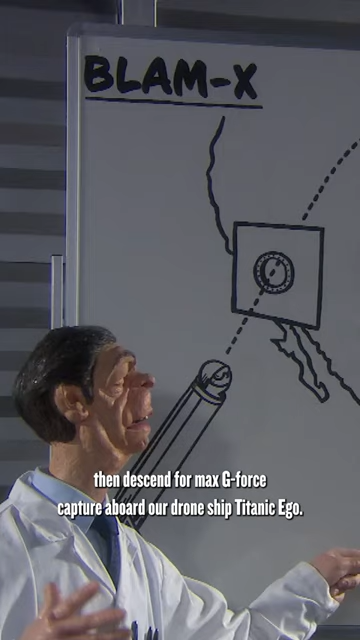 BLAM-X
then descend for max G-force
capture aboard our drone ship Titanic Ego.